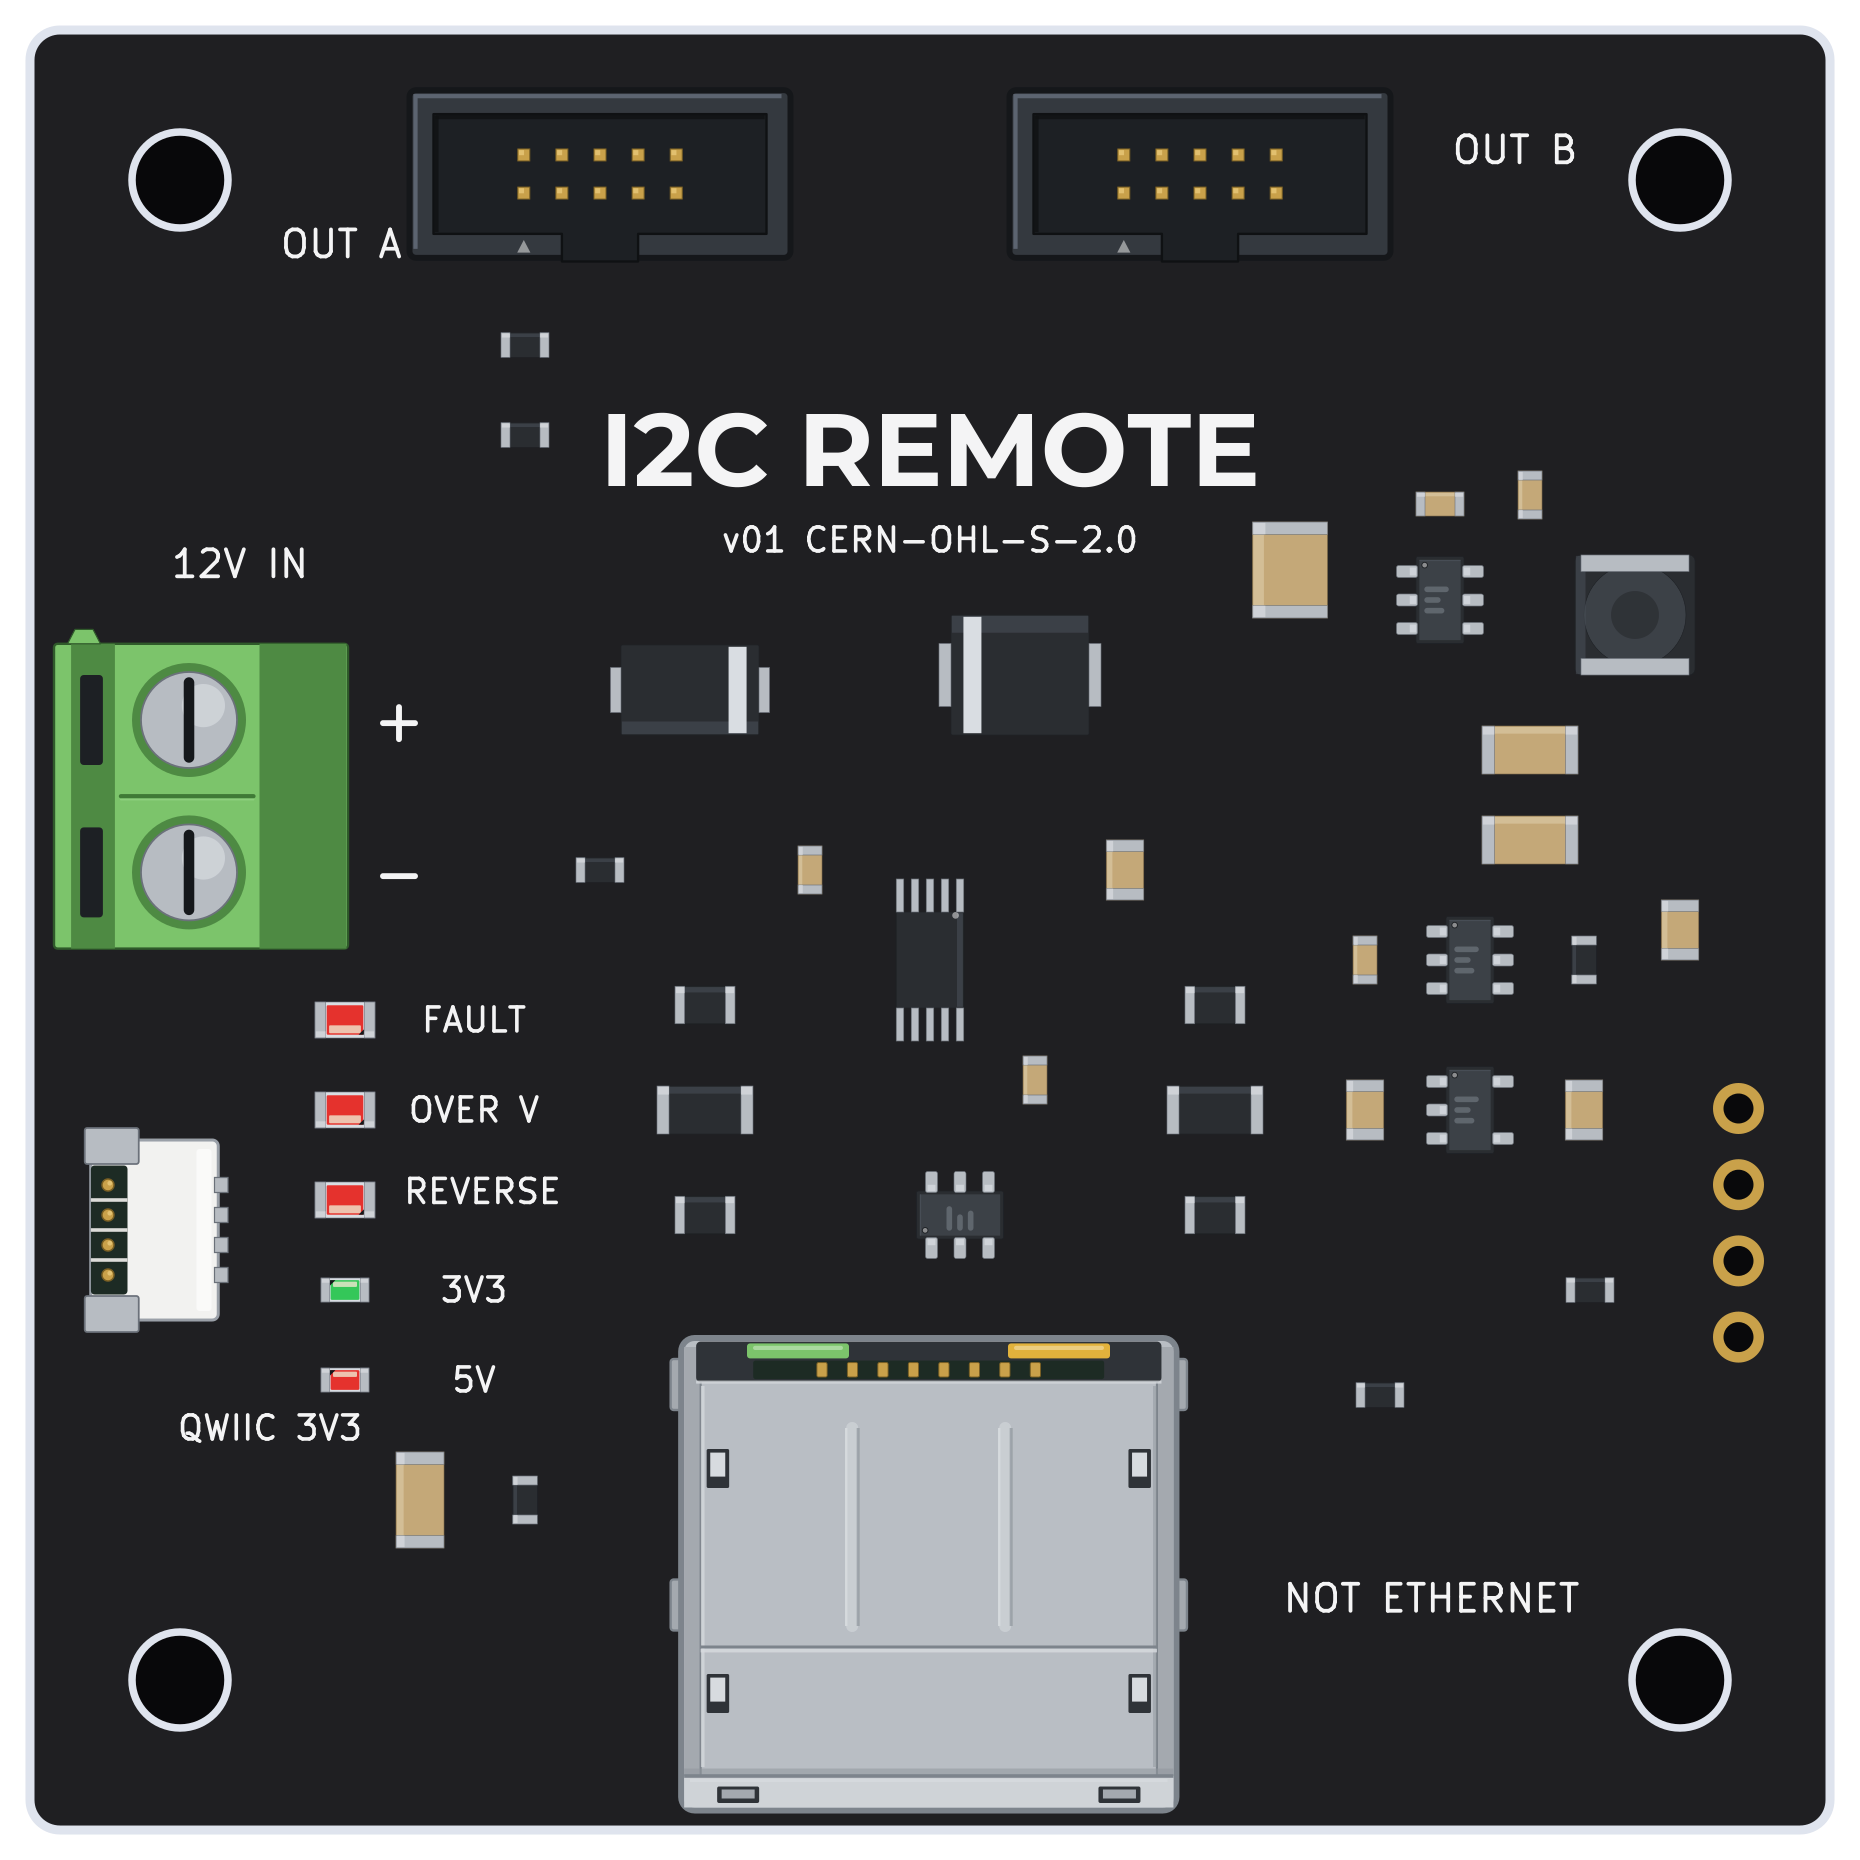 OUT B
OUT A
I2C REMOTE
v01 CERN-OHL-S-2.0
12V IN
+
-
FAULT
OVER V
REVERSE
3V3
5V
QWIIC 3V3
NOT ETHERNET